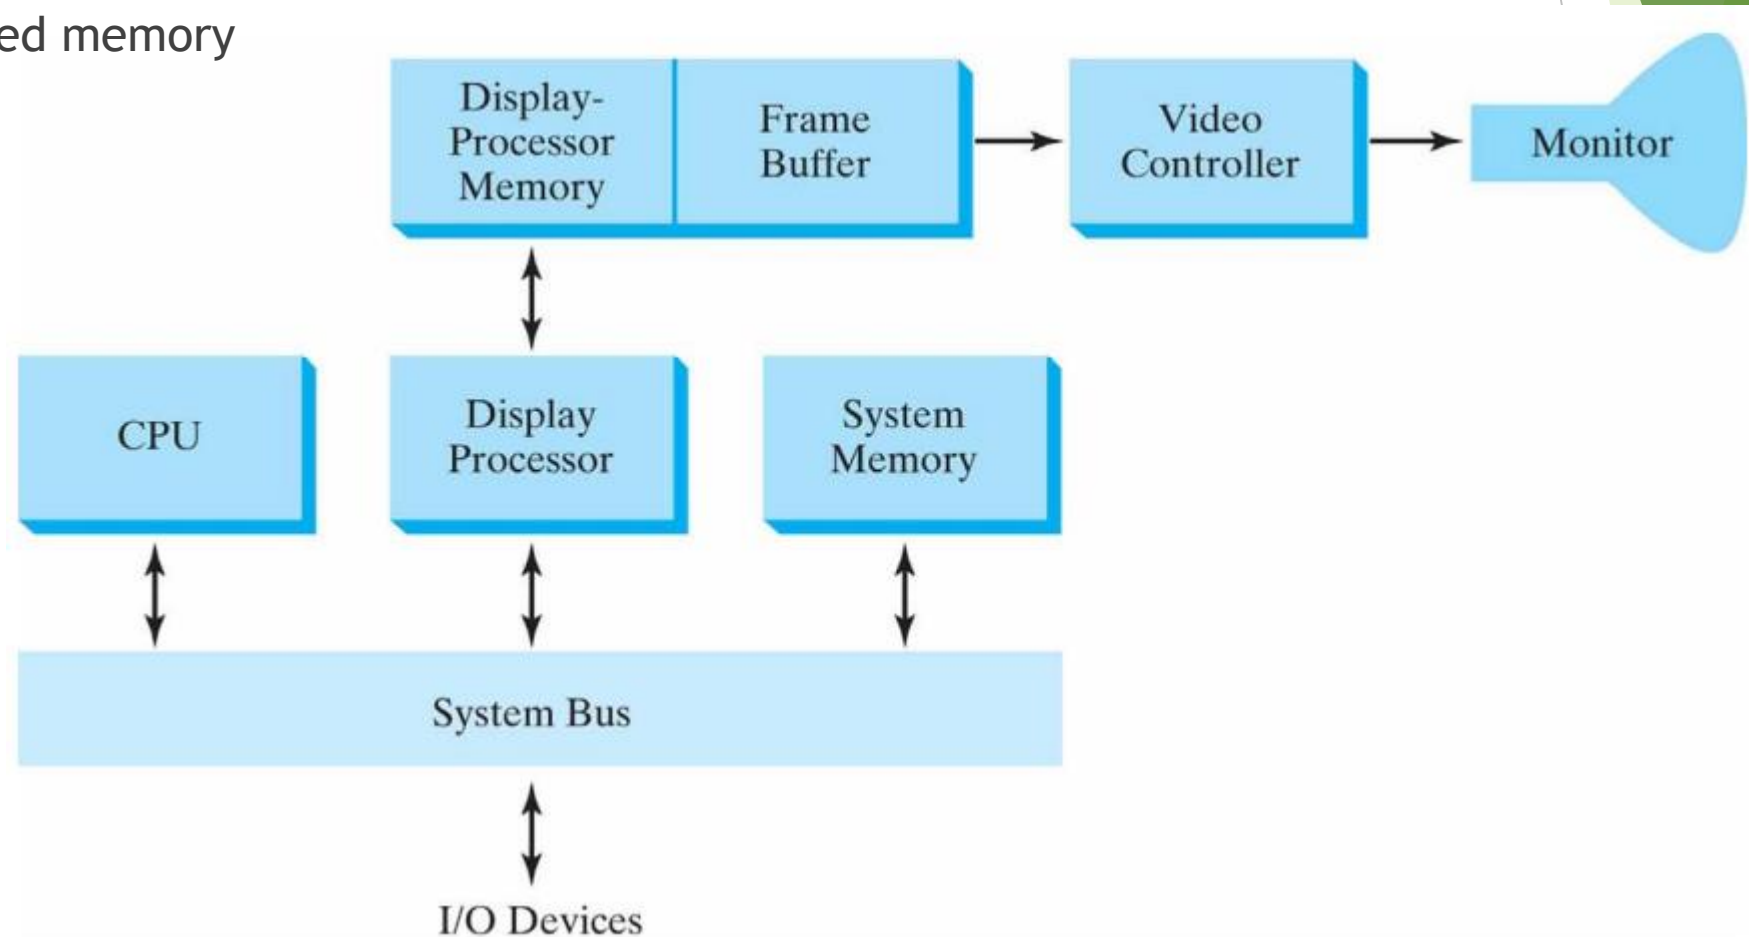 ed memory
Display-
Processor
Memory
Frame
Buffer
Video
Controller
Monitor
CPU
Display
Processor
System
Memory
System Bus
I/O Devices